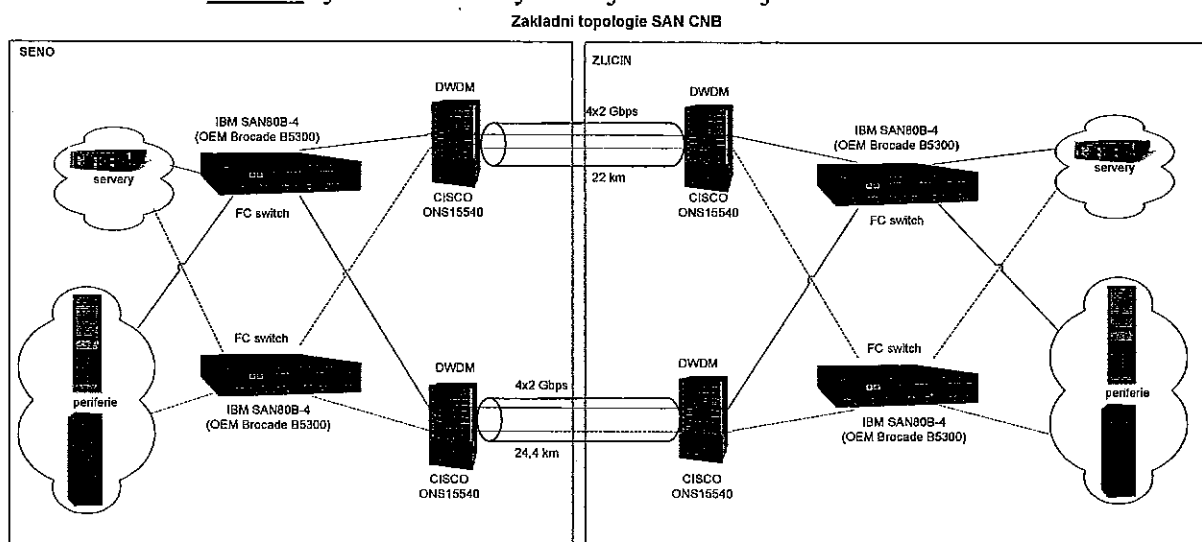 Zakladni topologie SAN CNB
SENO
ZLICIN
DWDM
4x2 Gbps
DWDM
IBM SAN80B-4
(OEM Brocade B5300)
IBM SAN80B-4
(OEM Brocade B5300)
servery
servery
22 km
CISCO
ONS15540
CISCO
ONS15540
FC switch
FC switch
FC switch
FC switch
DWDM
4x2 Gbps
DWDM
periferie
periferie
IBM SAN80B-4
(OEM Brocade B5300)
IBM SAN80B-4
(OEM Brocade B5300)
24,4 km
CISCO
ONS15540
CISCO
ONS15540